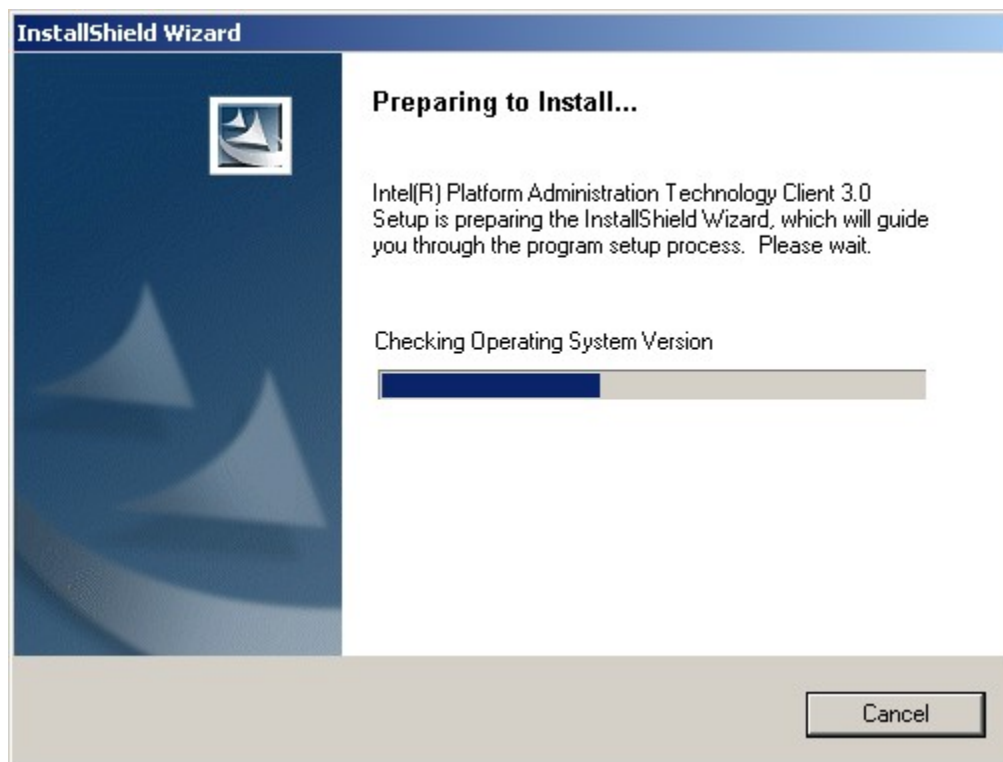 InstallShield Wizard
Preparing to Install...
Intel(R) Platform Administration Technology Client 3.0
Setup is preparing the InstallShield Wizard, which will guide
you through the program setup process.  Please wait.
Checking Operating System Version
Cancel